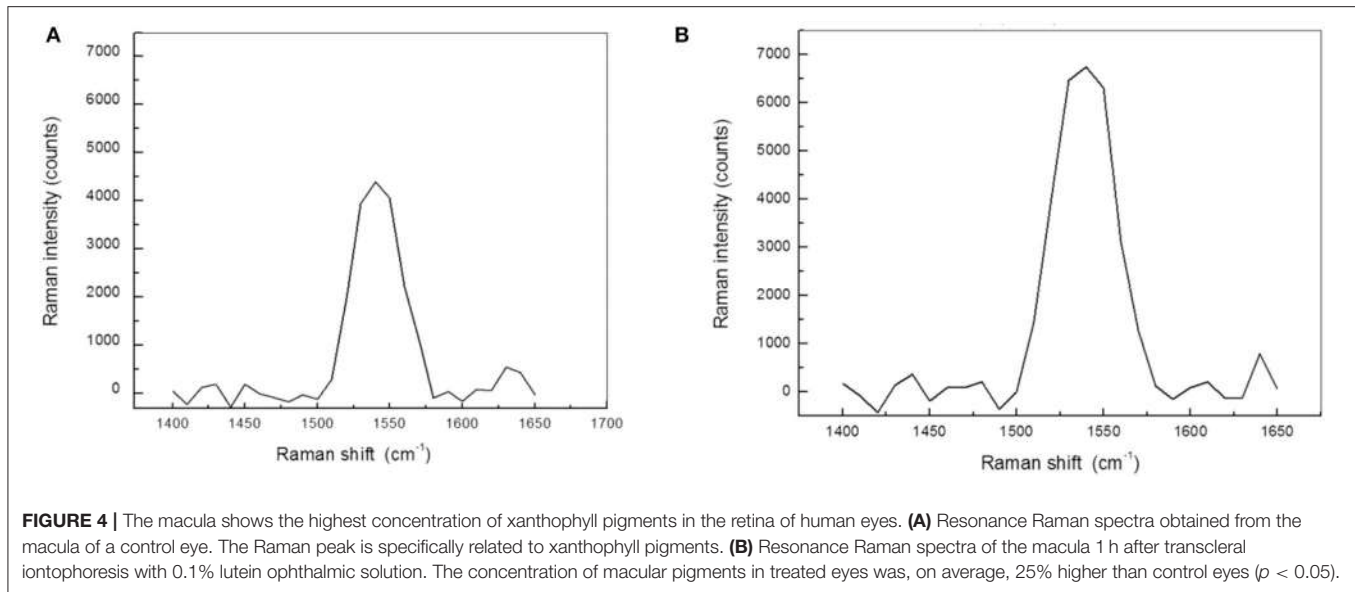 A
7000
6000
5000
4000
3000
2000
1000
0
Raman intensity (counts)
1400 1450 1500 1550 1600 1650 1700
Raman shift (cm⁻¹)
B
7000
6000
5000
4000
3000
2000
1000
0
Raman intensity (counts)
1400 1450 1500 1550 1600 1650
Raman shift (cm⁻¹)
FIGURE 4 | The macula shows the highest concentration of xanthophyll pigments in the retina of human eyes. (A) Resonance Raman spectra obtained from the
macula of a control eye. The Raman peak is specifically related to xanthophyll pigments. (B) Resonance Raman spectra of the macula 1 h after transcleral
iontophoresis with 0.1% lutein ophthalmic solution. The concentration of macular pigments in treated eyes was, on average, 25% higher than control eyes (p < 0.05).